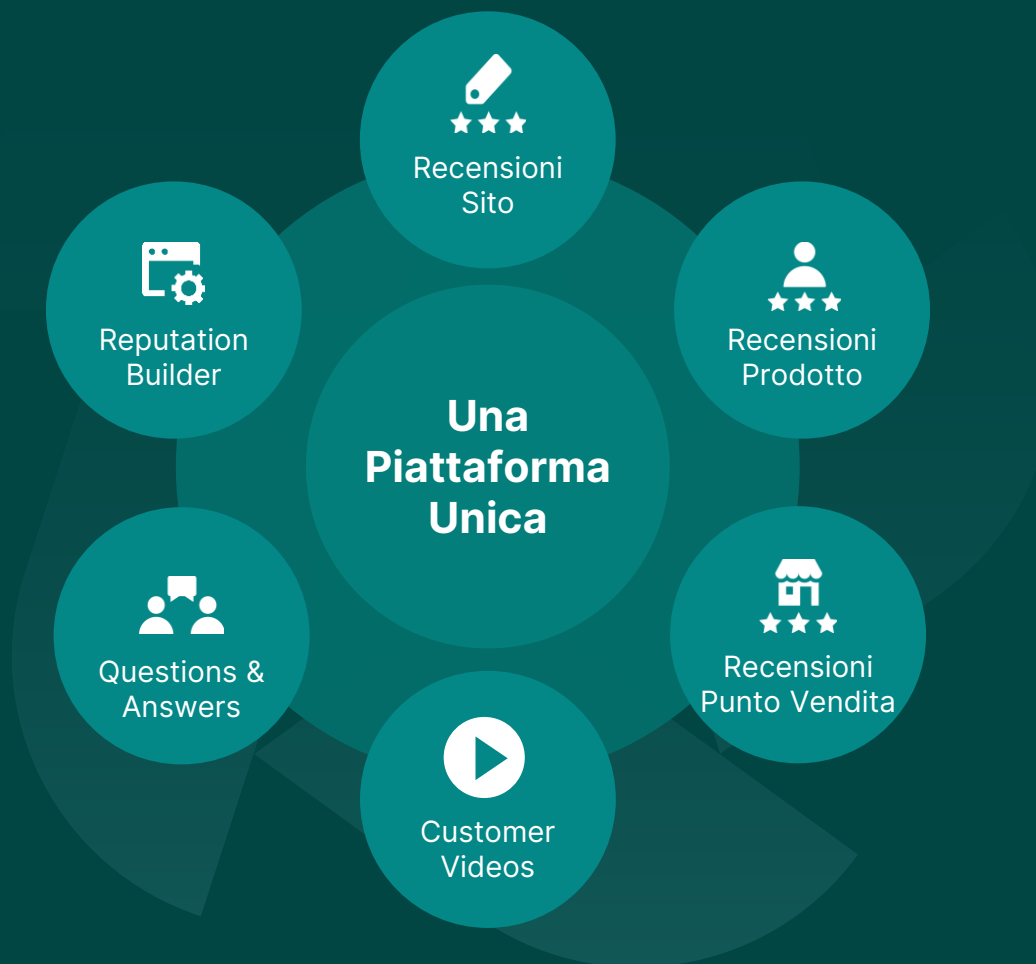 Recensioni
Sito
Reputation
Builder
Recensioni
Prodotto
Una
Piattaforma
Unica
Questions &
Answers
Recensioni
Punto Vendita
Customer
Videos